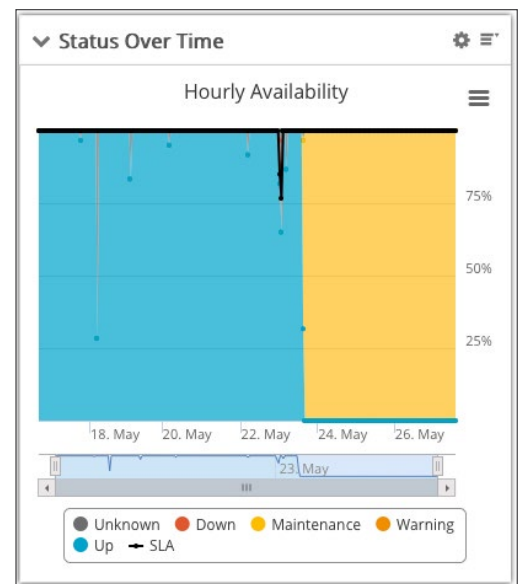 Status Over Time
Hourly Availability
75%
50%
25%
18. May 20. May 22. May 24. May 26. May
23. May
Unknown Down Maintenance Warning
Up SLA